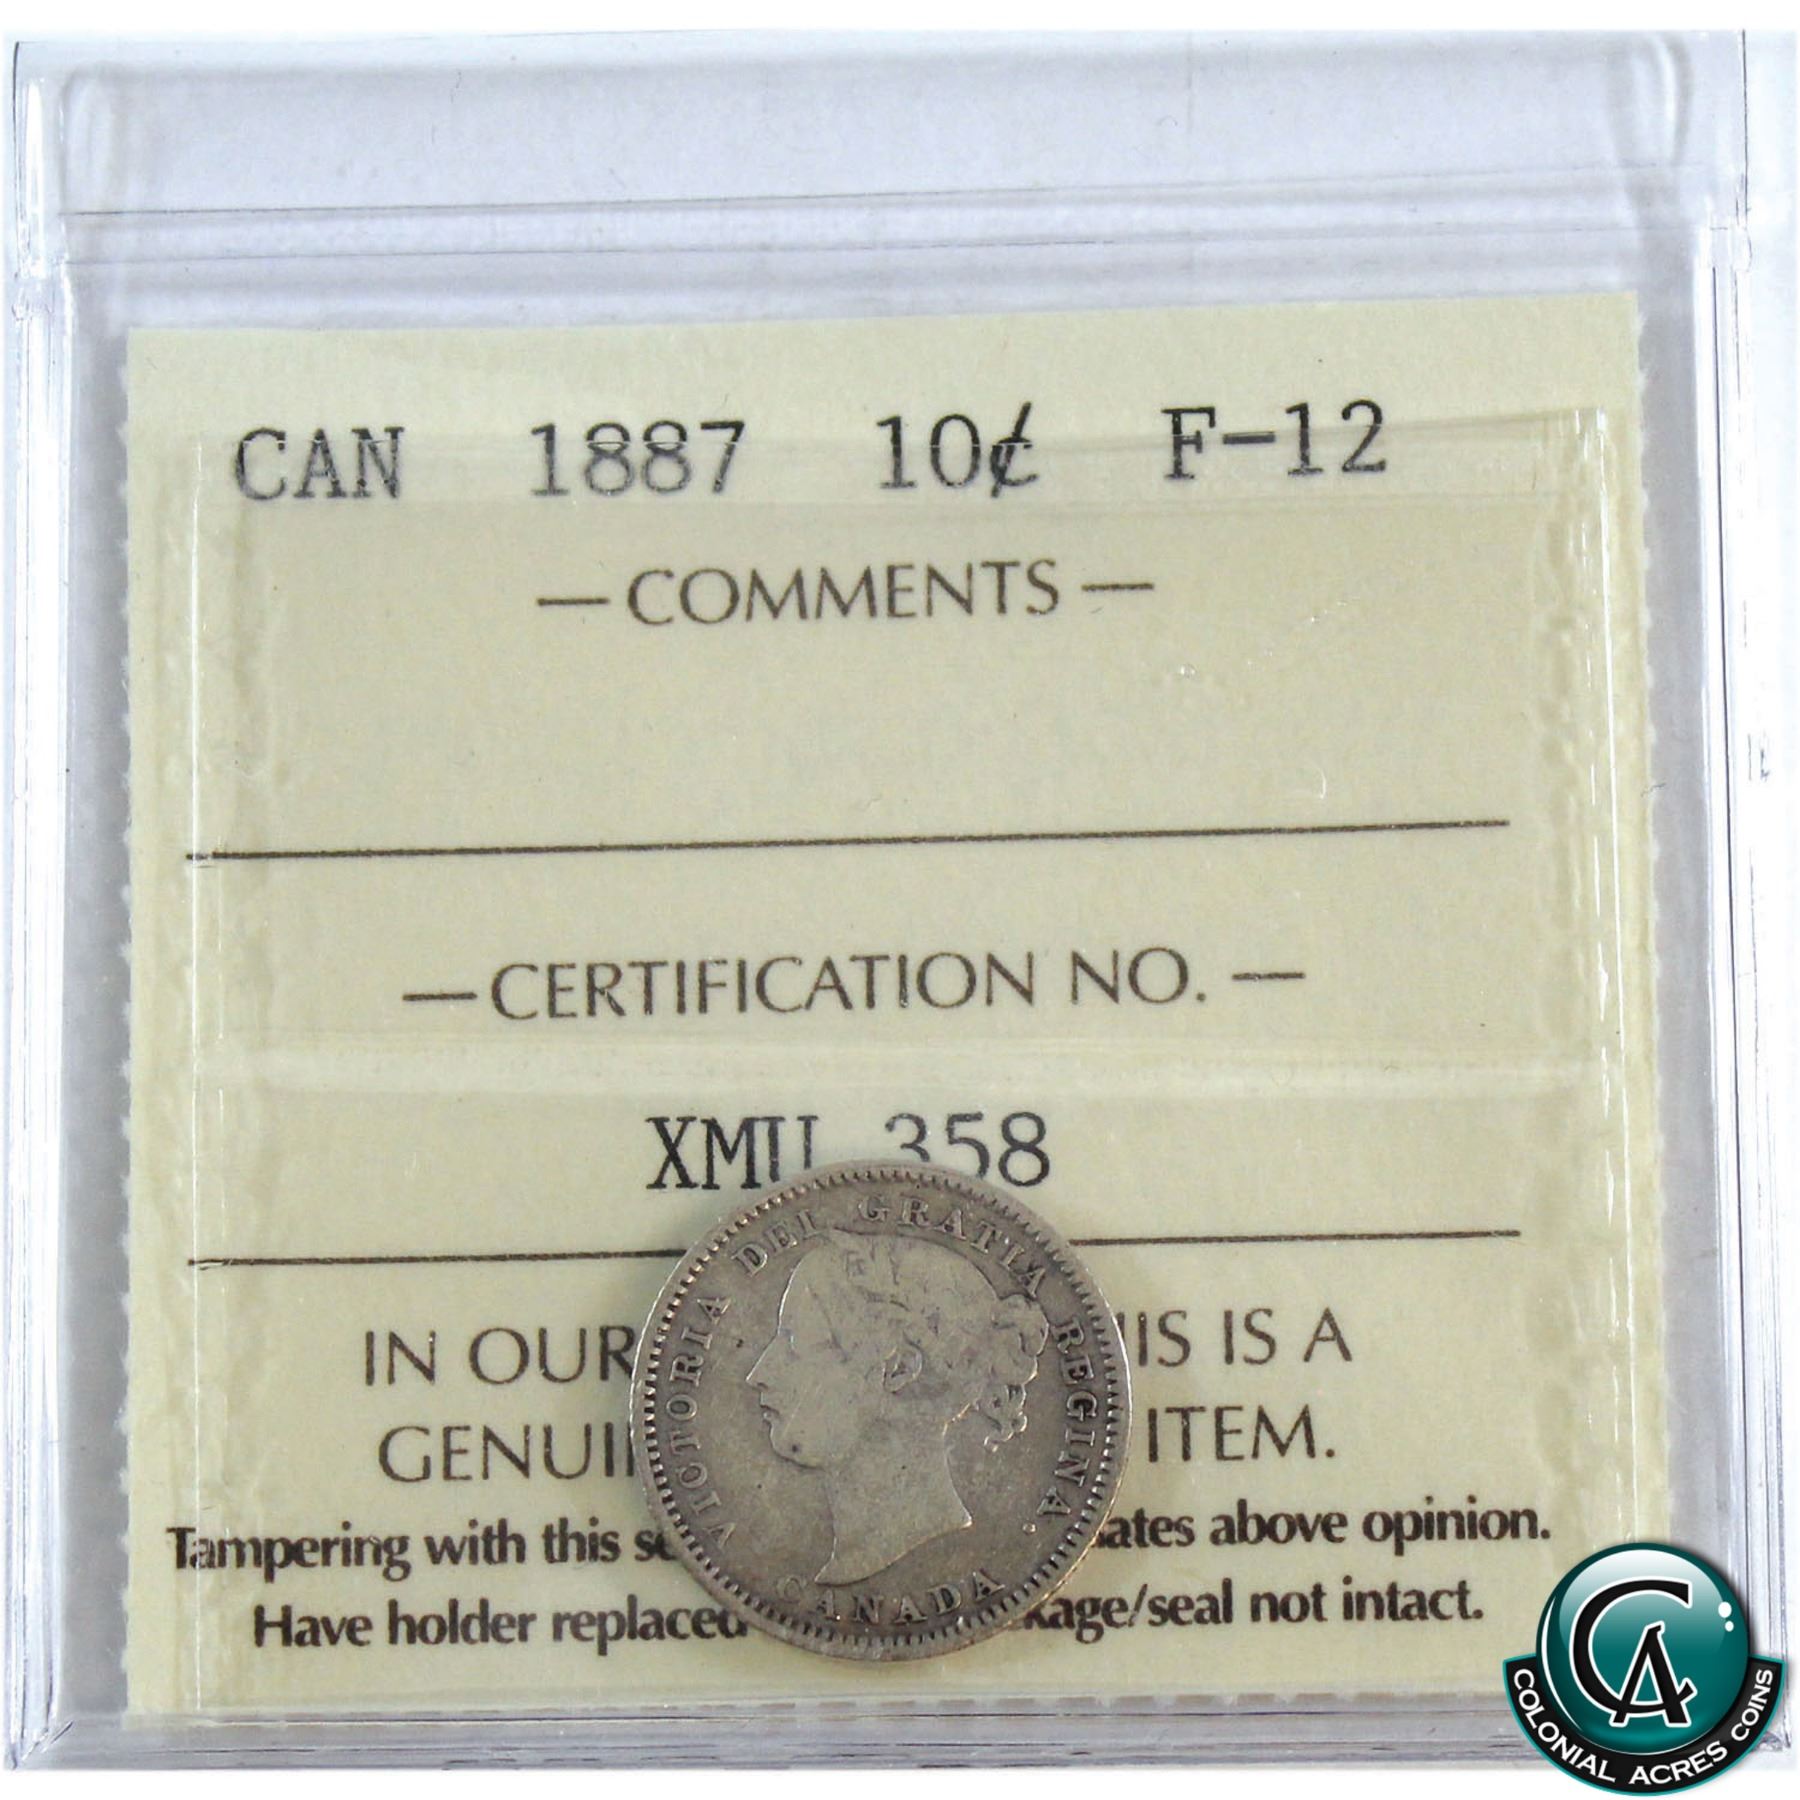 CAN 1887 10¢ F-12
— COMMENTS —
— CERTIFICATION NO. —
XMU 358
VICTORIA DEI GRATIA REGINA.
CANADA
IN OUR IS IS A
GENUI ITEM.
Tampering with this se ates above opinion.
Have holder replaced kage/seal not intact.
CA
COLONIAL ACRES COINS